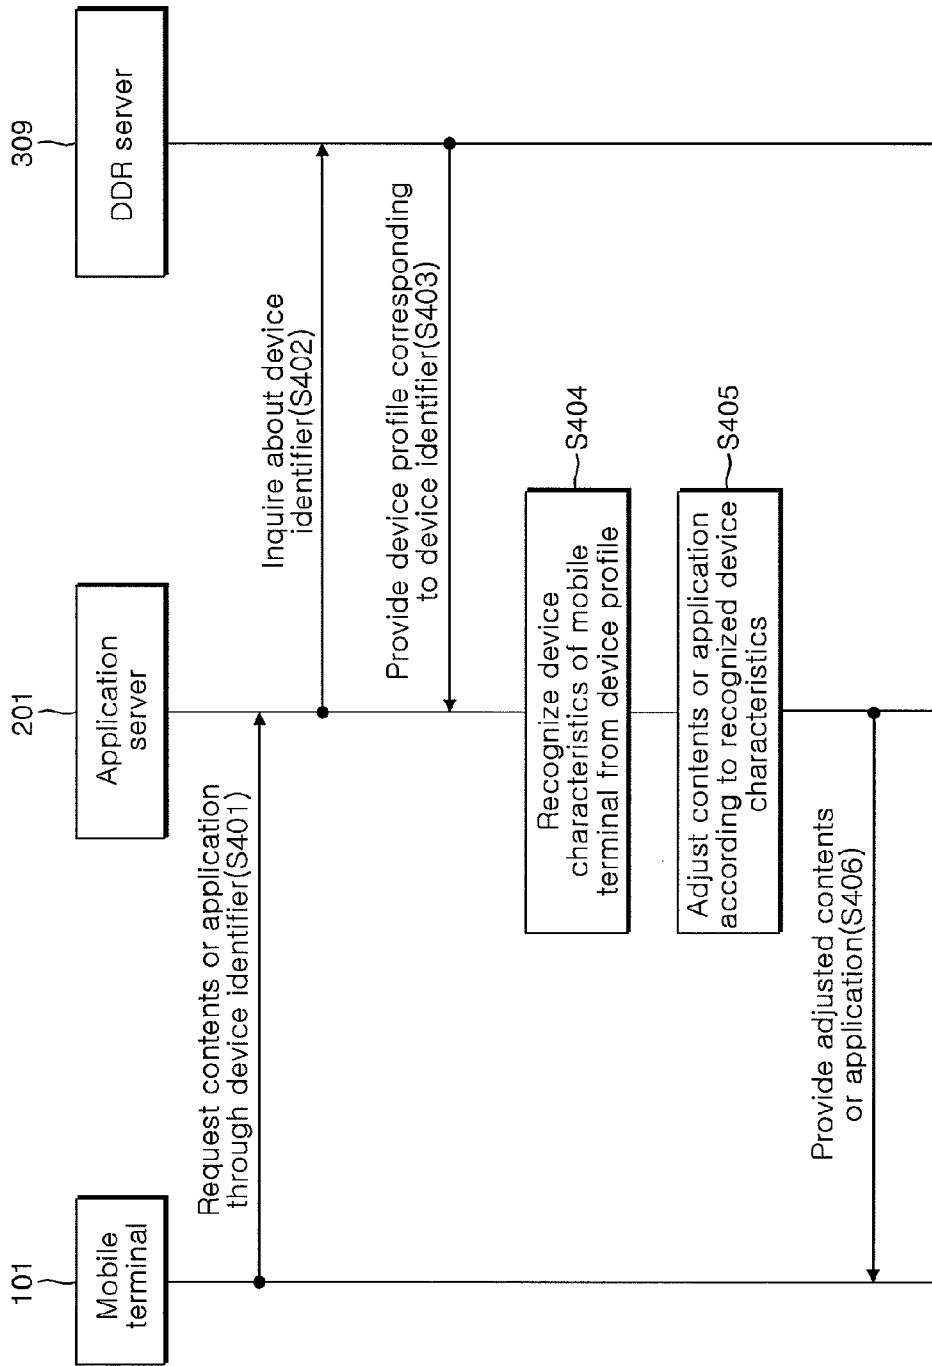 101
201
309
Mobile
terminal
Application
server
DDR server
Request contents or application
through device identifier(S401)
Inquire about device
identifier(S402)
Provide device profile corresponding
to device identifier(S403)
Recognize device
characteristics of mobile
terminal from device profile
S404
Adjust contents or application
according to recognized device
characteristics
S405
Provide adjusted contents
or application(S406)